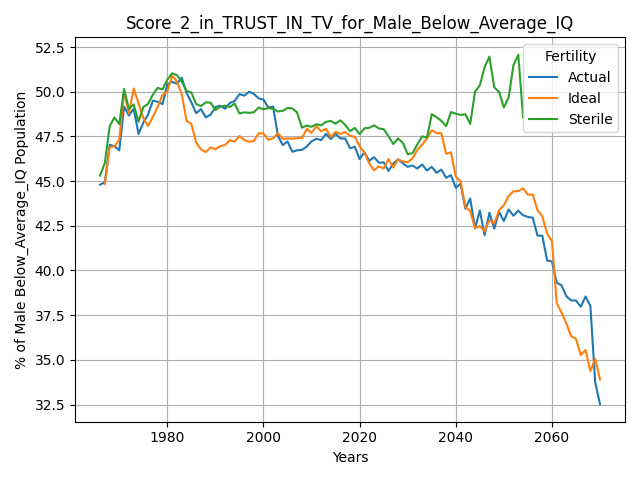 Score_2_in_TRUST_IN_TV_for_Male_Below_Average_IQ
% of Male Below_Average_IQ Population
52.5
50.0
47.5
45.0
42.5
40.0
37.5
35.0
32.5
Fertility
Actual
Ideal
Sterile
1980 2000 2020 2040 2060
Years